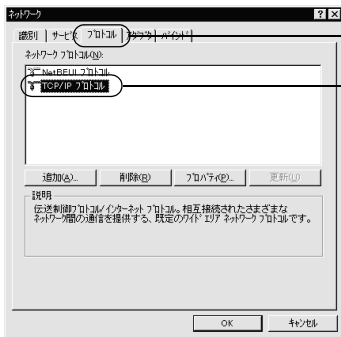 ネットワーク
識別 サービス プロトコル アダプタ バインド
ネットワーク プロトコル(N):
NetBEUI プロトコル
TCP/IP プロトコル
追加(A)... 削除(R) プロパティ(P)... 更新(U)
説明
伝送制御プロトコル/インターネット プロトコル。相互接続されたさまざまな
ネットワーク間の通信を提供する、既定のワイド エリア ネットワーク プロトコルです。
OK キャンセル